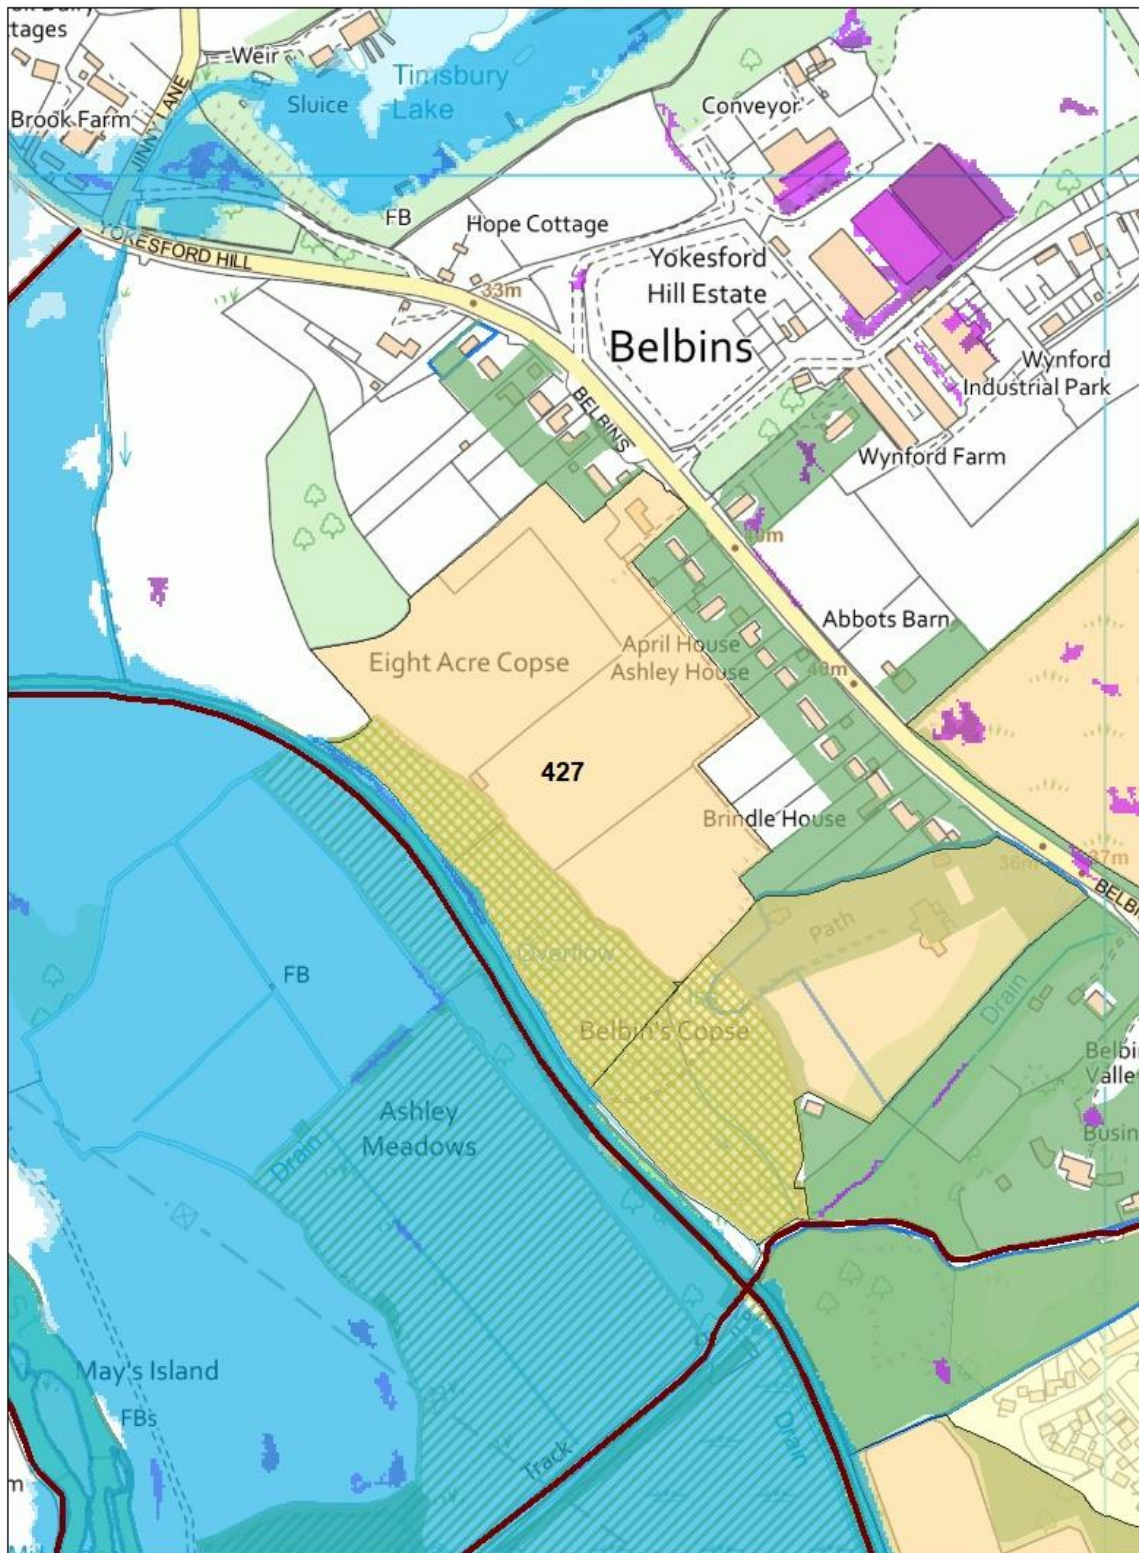 ttages
Weir
Timsbury
Lake
Sluice
Conveyor
Brook Farm
JINNY LANE
FB
Hope Cottage
YOKESFORD HILL
Yokesford
Hill Estate
33m
Belbins
Wynford
Industrial Park
BELBINS
Wynford Farm
40m
Abbots Barn
April House
Ashley House
Eight Acre Copse
40m
427
Brindle House
36m
37m
BELBI
Path
Overflow
FB
Drain
Belbin's Copse
Belbi
Valle
Busin
Ashley
Meadows
Drain
May's Island
FBs
Track
Drain
m
Mil